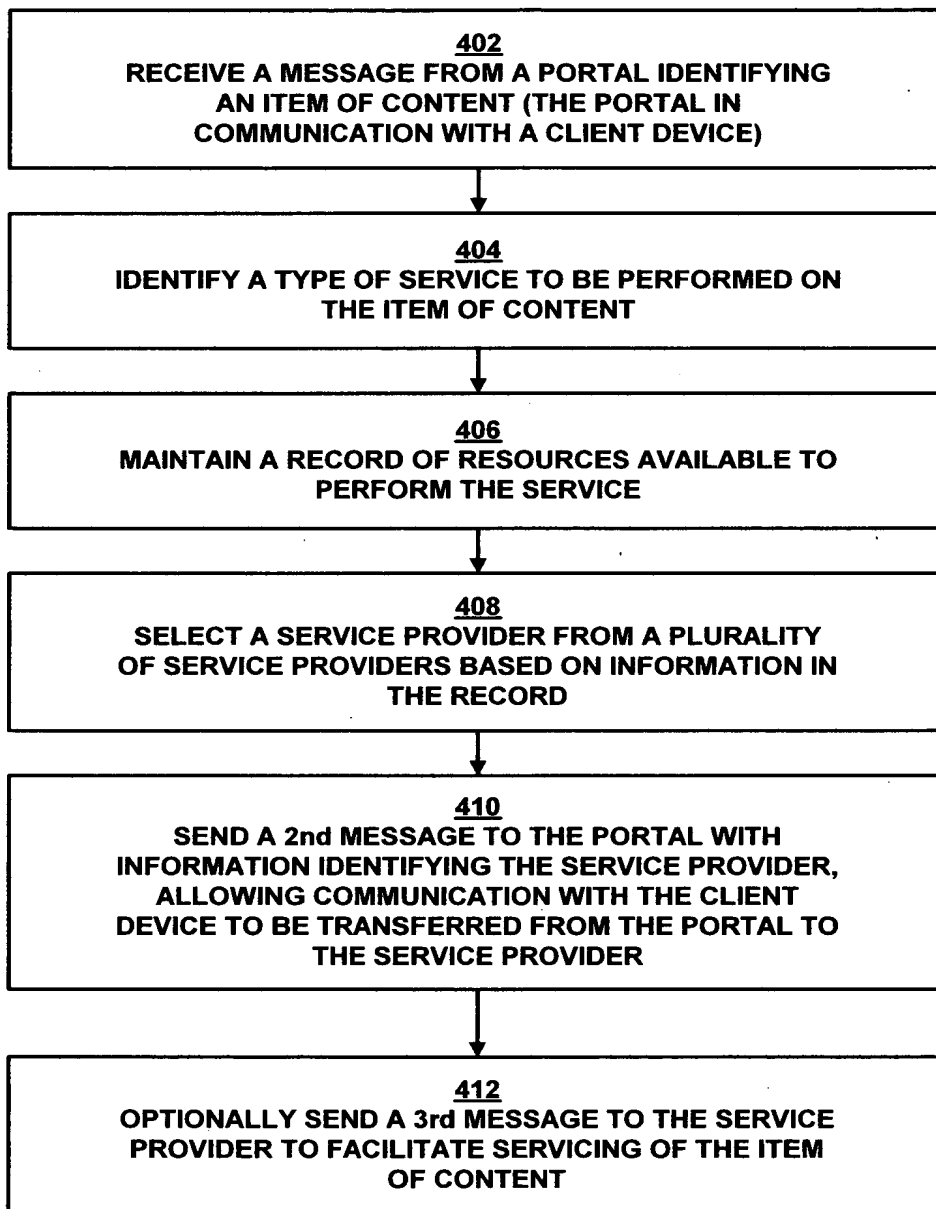 402
RECEIVE A MESSAGE FROM A PORTAL IDENTIFYING
AN ITEM OF CONTENT (THE PORTAL IN
COMMUNICATION WITH A CLIENT DEVICE)
404
IDENTIFY A TYPE OF SERVICE TO BE PERFORMED ON
THE ITEM OF CONTENT
406
MAINTAIN A RECORD OF RESOURCES AVAILABLE TO
PERFORM THE SERVICE
408
SELECT A SERVICE PROVIDER FROM A PLURALITY
OF SERVICE PROVIDERS BASED ON INFORMATION IN
THE RECORD
410
SEND A 2nd MESSAGE TO THE PORTAL WITH
INFORMATION IDENTIFYING THE SERVICE PROVIDER,
ALLOWING COMMUNICATION WITH THE CLIENT
DEVICE TO BE TRANSFERRED FROM THE PORTAL TO
THE SERVICE PROVIDER
412
OPTIONALLY SEND A 3rd MESSAGE TO THE SERVICE
PROVIDER TO FACILITATE SERVICING OF THE ITEM
OF CONTENT